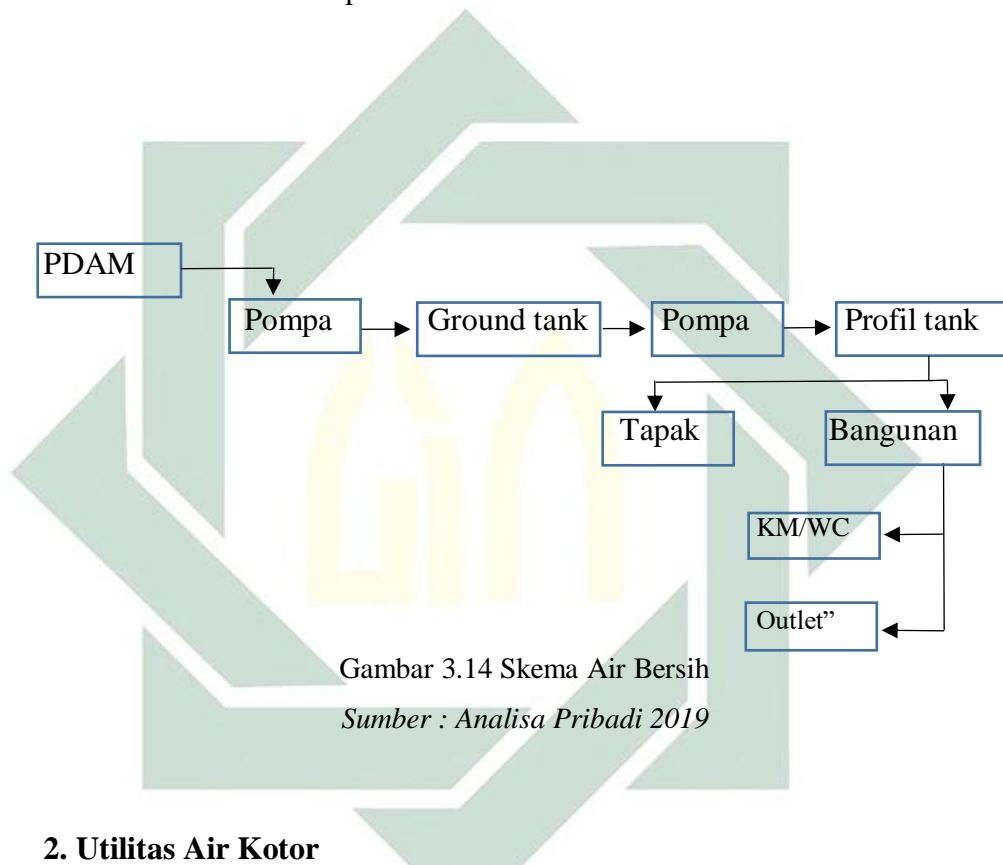 PDAM
Pompa
Ground tank
Pompa
Profil tank
Tapak
Bangunan
KM/WC
Outlet”
Gambar 3.14 Skema Air Bersih
Sumber : Analisa Pribadi 2019
2. Utilitas Air Kotor